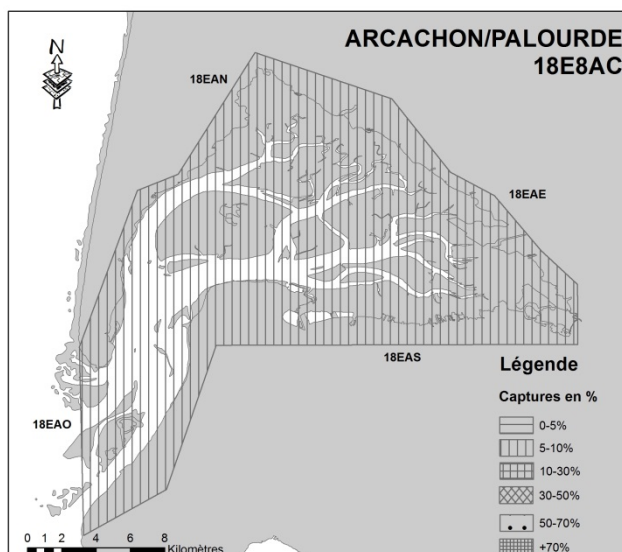 ARCACHON/PALOURDE
18E8AC
N
18EAN
18EAE
18EAS
18EAO
Légende
Captures en %
0-5%
5-10%
10-30%
30-50%
50-70%
+70%
0 1 2 4 6 8
Kilomètres